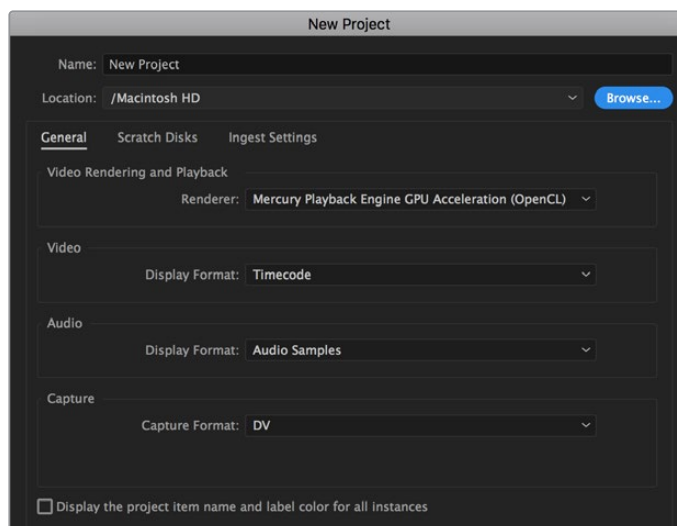 New Project
Name: New Project
Location: /Macintosh HD Browse...
General Scratch Disks Ingest Settings
Video Rendering and Playback
Renderer: Mercury Playback Engine GPU Acceleration (OpenCL)
Video
Display Format: Timecode
Audio
Display Format: Audio Samples
Capture
Capture Format: DV
Display the project item name and label color for all instances